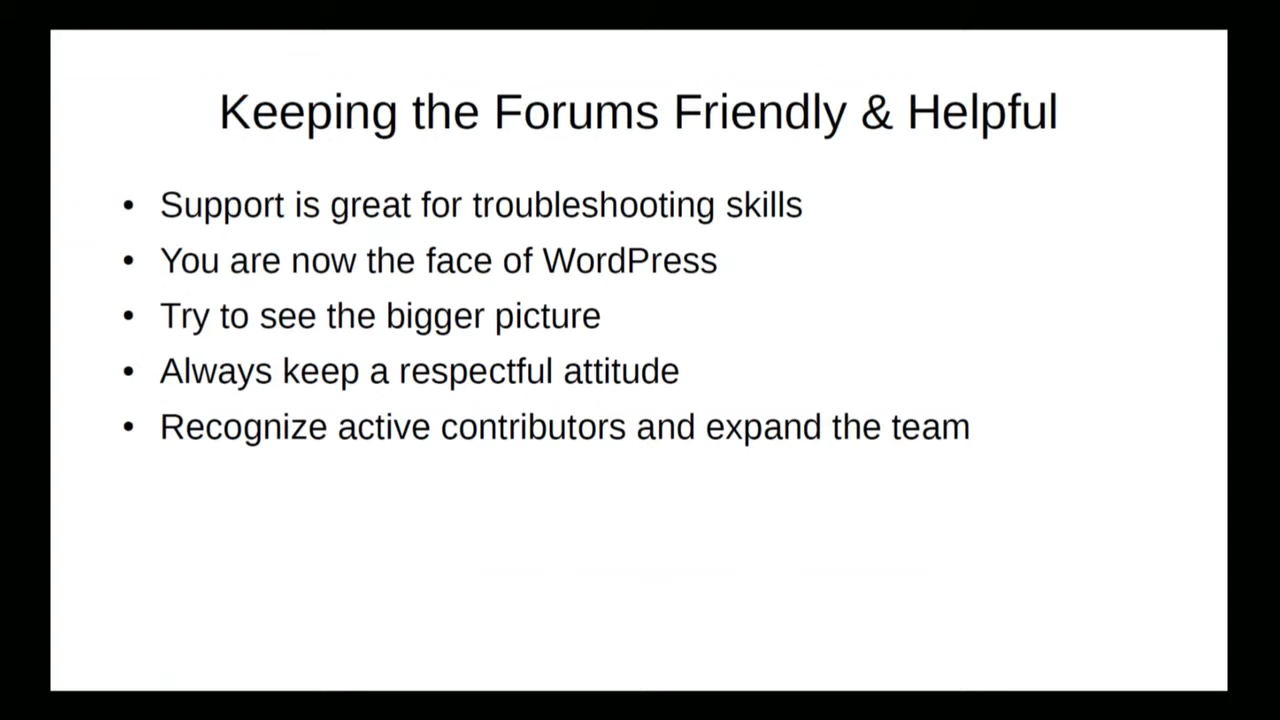 Keeping the Forums Friendly & Helpful
• Support is great for troubleshooting skills
• You are now the face of WordPress
• Try to see the bigger picture
• Always keep a respectful attitude
• Recognize active contributors and expand the team